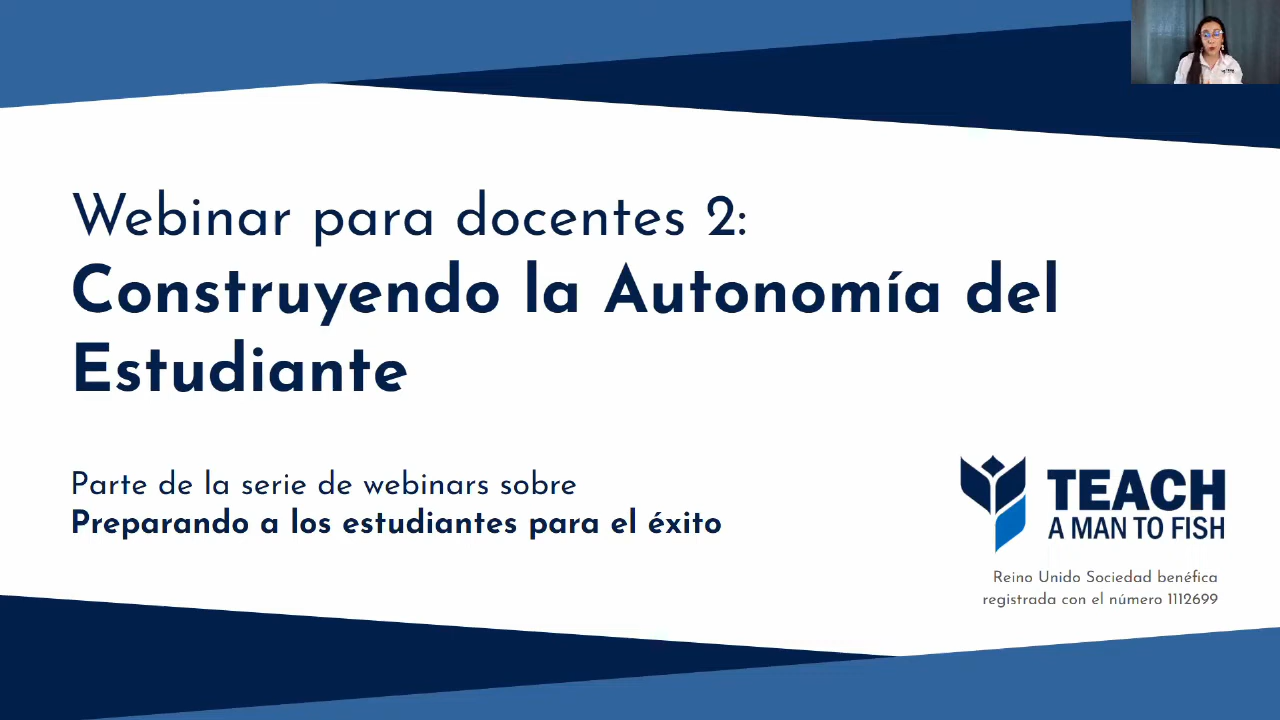 Webinar para docentes 2:
Construyendo la Autonomía del
Estudiante
Parte de la serie de webinars sobre
Preparando a los estudiantes para el éxito
TEACH
A MAN TO FISH
Reino Unido Sociedad benéfica
registrada con el número 1112699